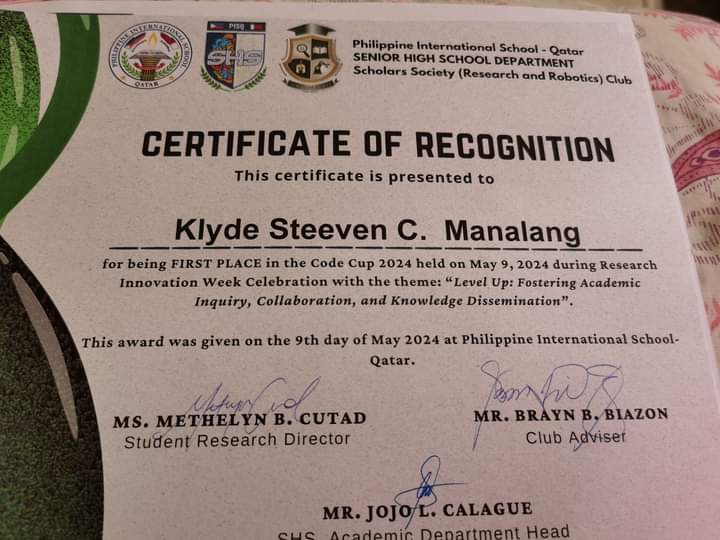 PHILIPPINE INTERNATIONAL SCHOOL
QATAR
PISQ
SHS
Philippine International School - Qatar
SENIOR HIGH SCHOOL DEPARTMENT
Scholars Society (Research and Robotics) Club
CERTIFICATE OF RECOGNITION
This certificate is presented to
Klyde Steeven C. Manalang
for being FIRST PLACE in the Code Cup 2024 held on May 9, 2024 during Research
Innovation Week Celebration with the theme: “Level Up: Fostering Academic
Inquiry, Collaboration, and Knowledge Dissemination”.
This award was given on the 9th day of May 2024 at Philippine International School-
Qatar.
MS. METHELYN B. CUTAD
Student Research Director
MR. BRAYN B. BIAZON
Club Adviser
MR. JOJO L. CALAGUE
SHS Academic Department Head